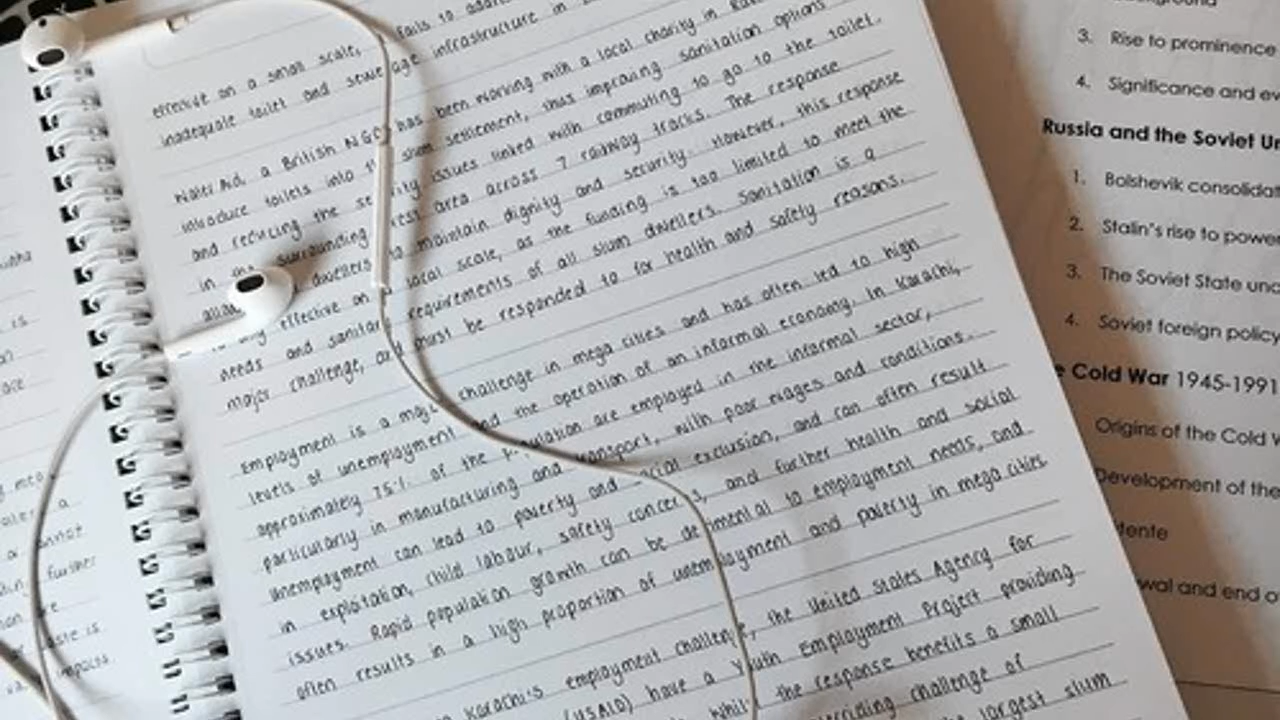 effective on a small scale, fails to
inadequate toilet and sewerage infrastructure in
Water Aid, a British NGO has been working with a local charity in
introduce toilets into slum settlement, thus improving sanitation options
and reducing the security issues linked with commuting to go to the toilet.
in the surrounding area across 7 railway tracks. The response
dwellers to maintain dignity and security. However, this response
is only effective on local scale, as the funding is too limited to meet the
needs and sanitary requirements of all slum dwellers. Sanitation is a
major challenge, and must be responded to for health and safety reasons.
Employment is a major challenge in mega cities and has often led to high
levels of unemployment and the operation of an informal economy. In Karachi,
approximately 75% of the population are employed in the informal sector,
particularly in manufacturing and transport, with poor wages and conditions.
Unemployment can lead to poverty and social exclusion, and can often result
in exploitation, child labour, safety concerns, and further health and social
issues. Rapid population growth can be detrimental to employment needs, and
often results in a high proportion of unemployment and poverty in mega cities.
Karachi's employment challenge, the United States Agency for
(USAID) have a Youth Employment Project providing
the response benefits a small
challenge of
largest slum
3. Rise to prominence
4. Significance and
Russia and the Soviet
1. Bolshevik
2. Stalin's rise to power
3. The Soviet State
4. Soviet foreign policy
Cold War 1945-1991
Origins of the Cold
Development of the
and end
is
further
is
impacts